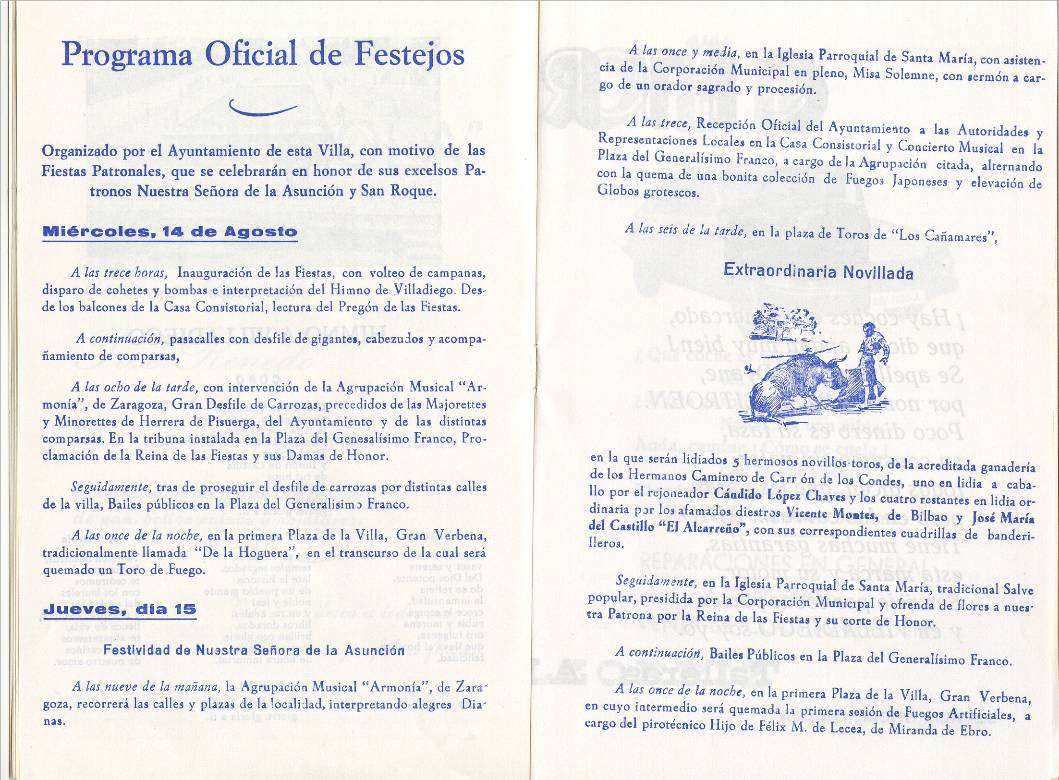 Programa Oficial de Festejos
Organizado por el Ayuntamiento de esta Villa, con motivo de las
Fiestas Patronales, que se celebrarán en honor de sus excelsos Pa-
tronos Nuestra Señora de la Asunción y San Roque.
Miércoles, 14 de Agosto
A las trece horas, Inauguración de las Fiestas, con volteo de campanas,
disparo de cohetes y bombas e interpretación del Himno de Villadiego. Des-
de los balcones de la Casa Consistorial, lectura del Pregón de las Fiestas.
A continuación, pasacalles con desfile de gigantes, cabezudos y acompa-
ñamiento de comparsas,
A las ocho de la tarde, con intervención de la Agrupación Musical "Ar-
monía", de Zaragoza, Gran Desfile de Carrozas, precedidos de las Majorettes
y Minorettes de Herrera de Pisuerga, del Ayuntamiento y de las distintas
comparsas. En la tribuna instalada en la Plaza del Genesalísimo Franco, Pro-
clamación de la Reina de las Fiestas y sus Damas de Honor.
Seguidamente, tras de proseguir el desfile de carrozas por distintas calles
de la villa, Bailes públicos en la Plaza del Generalísimo Franco.
A las once de la noche, en la primera Plaza de la Villa, Gran Verbena,
tradicionalmente llamada "De la Hoguera", en el transcurso de la cual será
quemado un Toro de Fuego.
Jueves, día 15
Festividad de Nuestra Señora de la Asunción
A las nueve de la mañana, la Agrupación Musical "Armonía", de Zara-
goza, recorrerá las calles y plazas de la localidad, interpretando alegres Dia-
nas.
A las once y media, en la Iglesia Parroquial de Santa María, con asisten-
cia de la Corporación Municipal en pleno, Misa Solemne, con sermón a car-
go de un orador sagrado y procesión.
A las trece, Recepción Oficial del Ayuntamiento a las Autoridades y
Representaciones Locales en la Casa Consistorial y Concierto Musical en la
Plaza del Generalísimo Franco, a cargo de la Agrupación citada, alternando
con la quema de una bonita colección de Fuegos Japoneses y elevación de
Globos grotescos.
A las seis de la tarde, en la plaza de Toros de "Los Cañamares",
Extraordinaria Novillada
en la que serán lidiados 5 hermosos novillos-toros, de la acreditada ganadería
de los Hermanos Caminero de Carr ón de los Condes, uno en lidia a caba-
llo por el rejoneador Cándido López Chaves y los cuatro restantes en lidia or-
dinaria por los afamados diestros Vicente Montes, de Bilbao y José María
del Castillo "El Alcarreño", con sus correspondientes cuadrillas de banderi-
lleros.
Seguidamente, en la Iglesia Parroquial de Santa María, tradicional Salve
popular, presidida por la Corporación Municipal y ofrenda de flores a nues-
tra Patrona por la Reina de las Fiestas y su corte de Honor.
A continuación, Bailes Públicos en la Plaza del Generalísimo Franco.
A las once de la noche, en la primera Plaza de la Villa, Gran Verbena,
en cuyo intermedio será quemada la primera sesión de Fuegos Artificiales, a
cargo del pirotécnico Hijo de Félix M. de Lecea, de Miranda de Ebro.